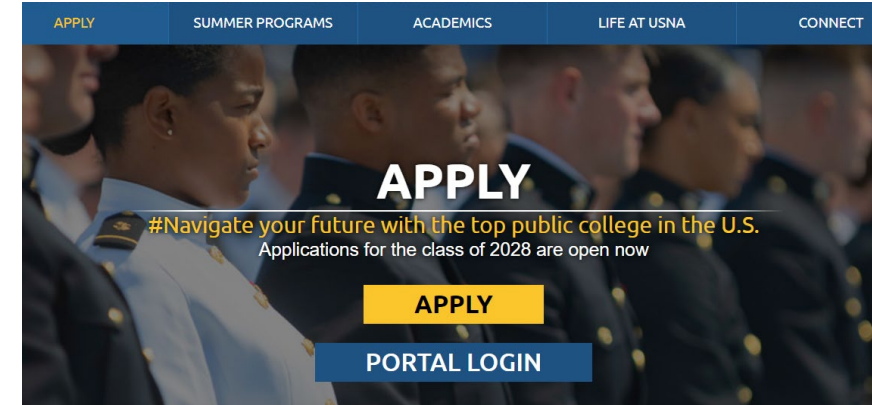 APPLY
SUMMER PROGRAMS
ACADEMICS
LIFE AT USNA
CONNECT
APPLY
#Navigate your future with the top public college in the U.S.
Applications for the class of 2028 are open now
APPLY
PORTAL LOGIN